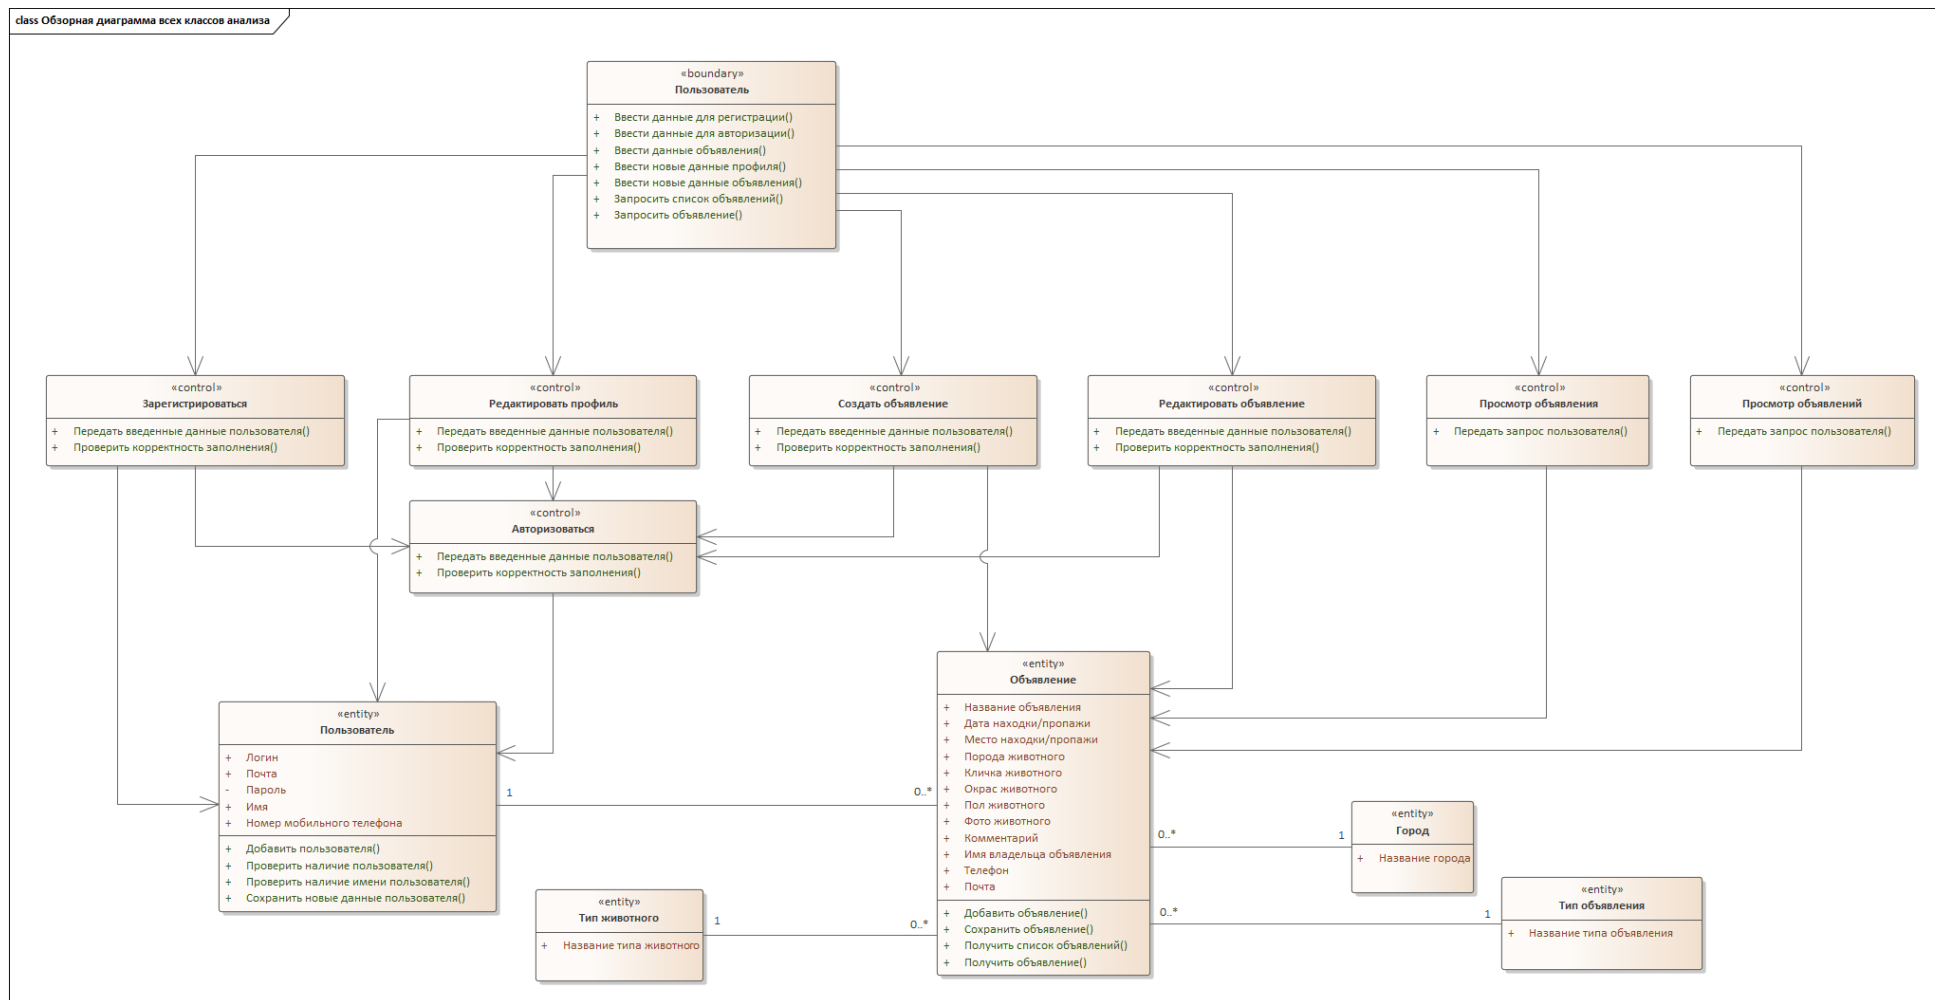 class Обзорная диаграмма всех классов анализа
«boundary»
Пользователь
+ Ввести данные для регистрации()
+ Ввести данные для авторизации()
+ Ввести данные объявления()
+ Ввести новые данные профиля()
+ Ввести новые данные объявления()
+ Запросить список объявлений()
+ Запросить объявление()
«control»
Зарегистрироваться
+ Передать введенные данные пользователя()
+ Проверить корректность заполнения()
«control»
Редактировать профиль
+ Передать введенные данные пользователя()
+ Проверить корректность заполнения()
«control»
Создать объявление
+ Передать введенные данные пользователя()
+ Проверить корректность заполнения()
«control»
Редактировать объявление
+ Передать введенные данные пользователя()
+ Проверить корректность заполнения()
«control»
Просмотр объявления
+ Передать запрос пользователя()
«control»
Просмотр объявлений
+ Передать запрос пользователя()
«control»
Авторизоваться
+ Передать введенные данные пользователя()
+ Проверить корректность заполнения()
«entity»
Пользователь
+ Логин
+ Почта
- Пароль
+ Имя
+ Номер мобильного телефона
+ Добавить пользователя()
+ Проверить наличие пользователя()
+ Проверить наличие имени пользователя()
+ Сохранить новые данные пользователя()
1
0..*
«entity»
Объявление
+ Название объявления
+ Дата находки/пропажи
+ Место находки/пропажи
+ Порода животного
+ Кличка животного
+ Окрас животного
+ Пол животного
+ Фото животного
+ Комментарий
+ Имя владельца объявления
+ Телефон
+ Почта
+ Добавить объявление()
+ Сохранить объявление()
+ Получить список объявлений()
+ Получить объявление()
0..*
1
«entity»
Город
+ Название города
0..*
1
«entity»
Тип объявления
+ Название типа объявления
«entity»
Тип животного
+ Название типа животного
1
0..*